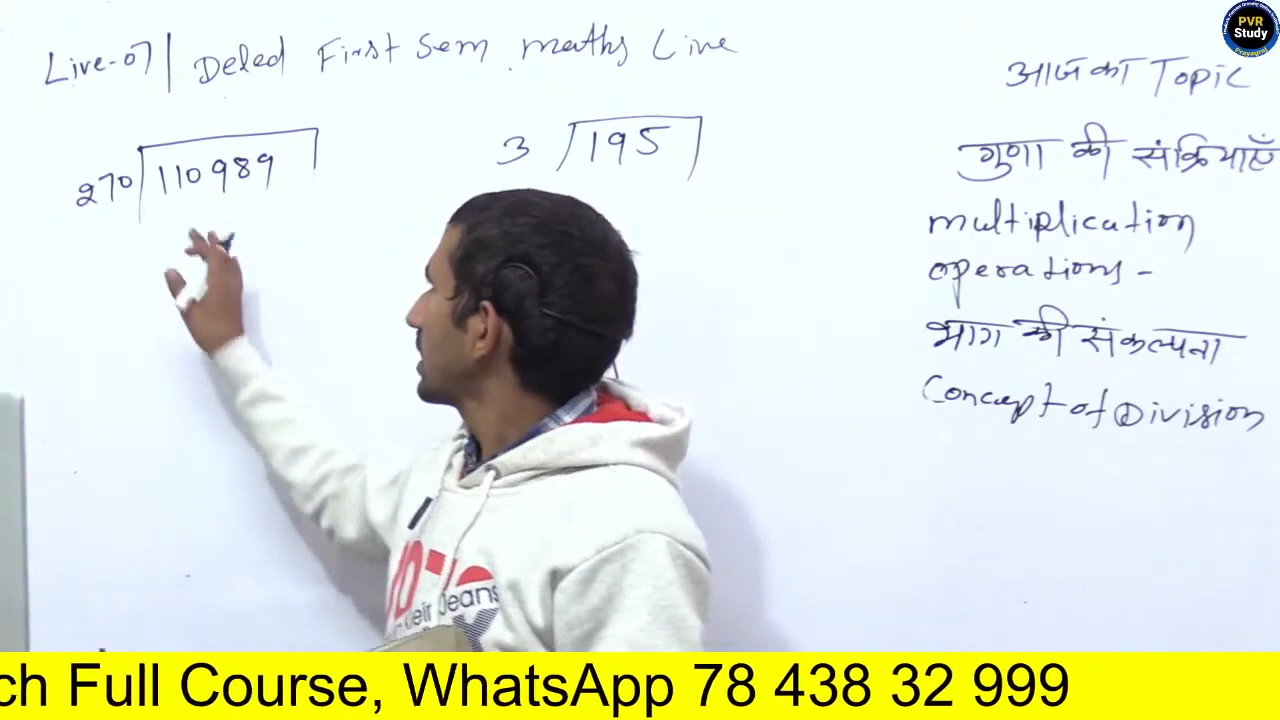 Live-07 | Deled First Sem maths Live
270 110989
3 195
आज का Topic
गुणा की संक्रियाएँ
multiplication
operations -
भाग की संकल्पना
Concept of Division
PVR
Study
Prayagraj
ch Full Course, WhatsApp 78 438 32 999